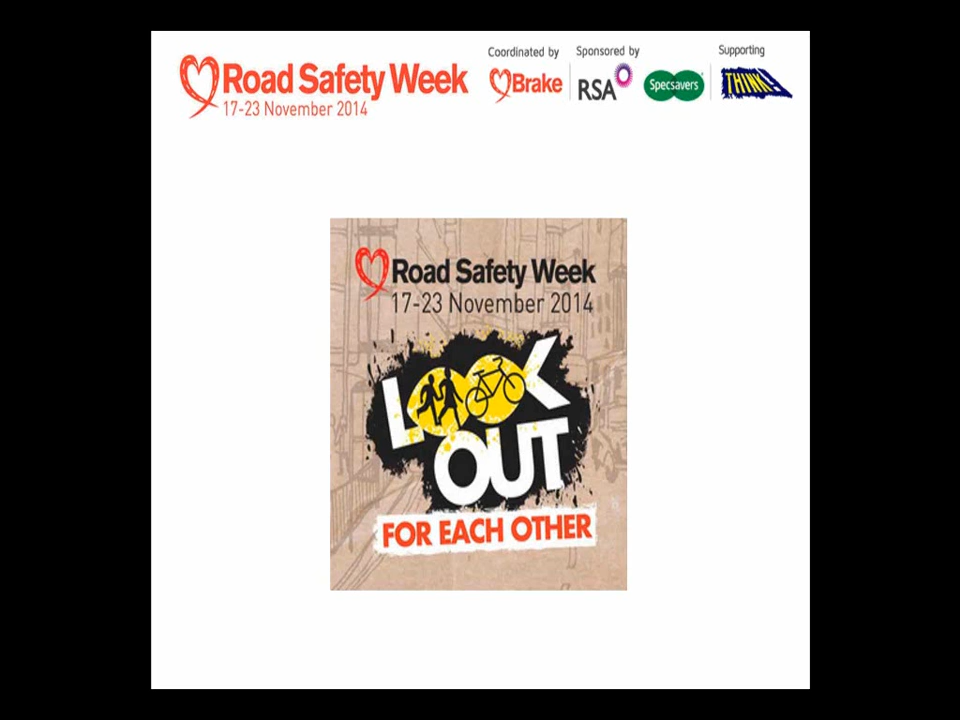 Road Safety Week
17-23 November 2014
Coordinated by
Brake
Sponsored by
RSA
Specsavers
Supporting
THINK!
Road Safety Week
17-23 November 2014
LOOK
OUT
FOR EACH OTHER